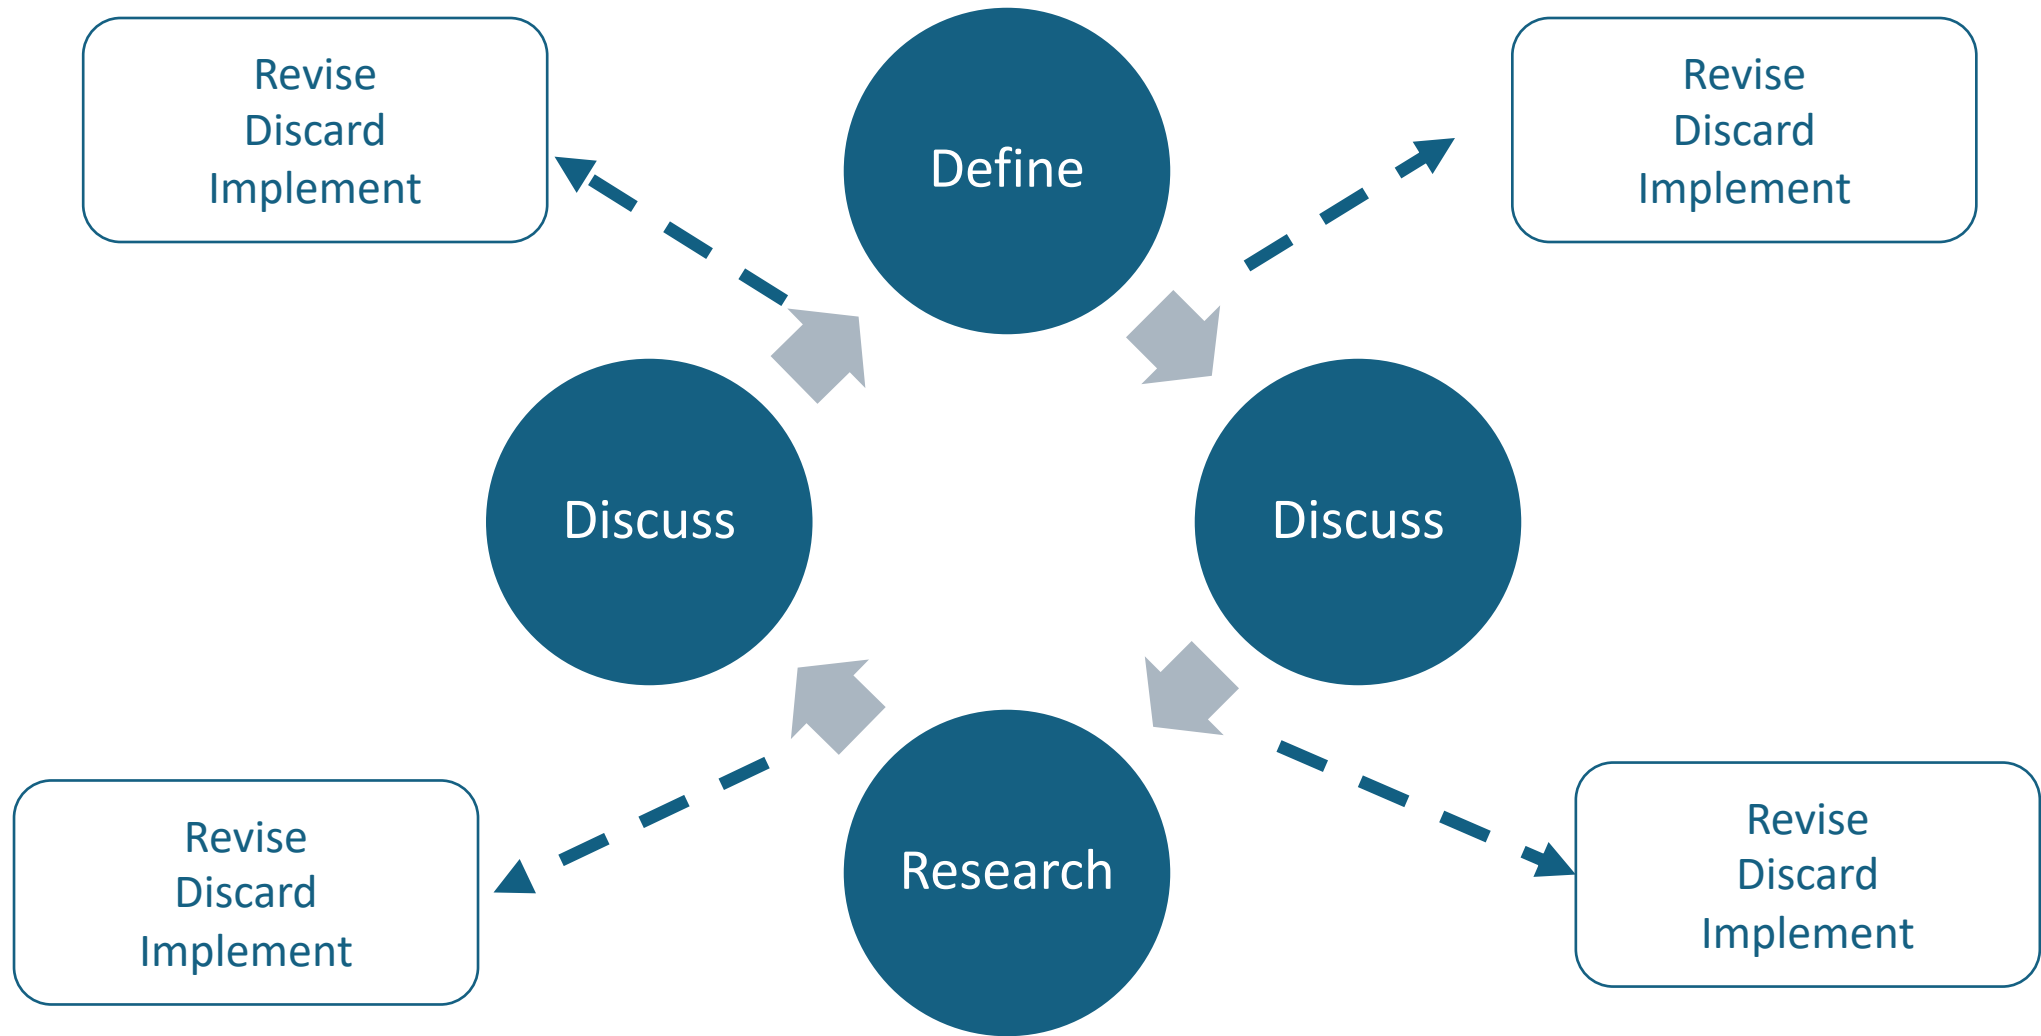 Revise
Discard
Implement
Define
Revise
Discard
Implement
Discuss
Discuss
Revise
Discard
Implement
Research
Revise
Discard
Implement